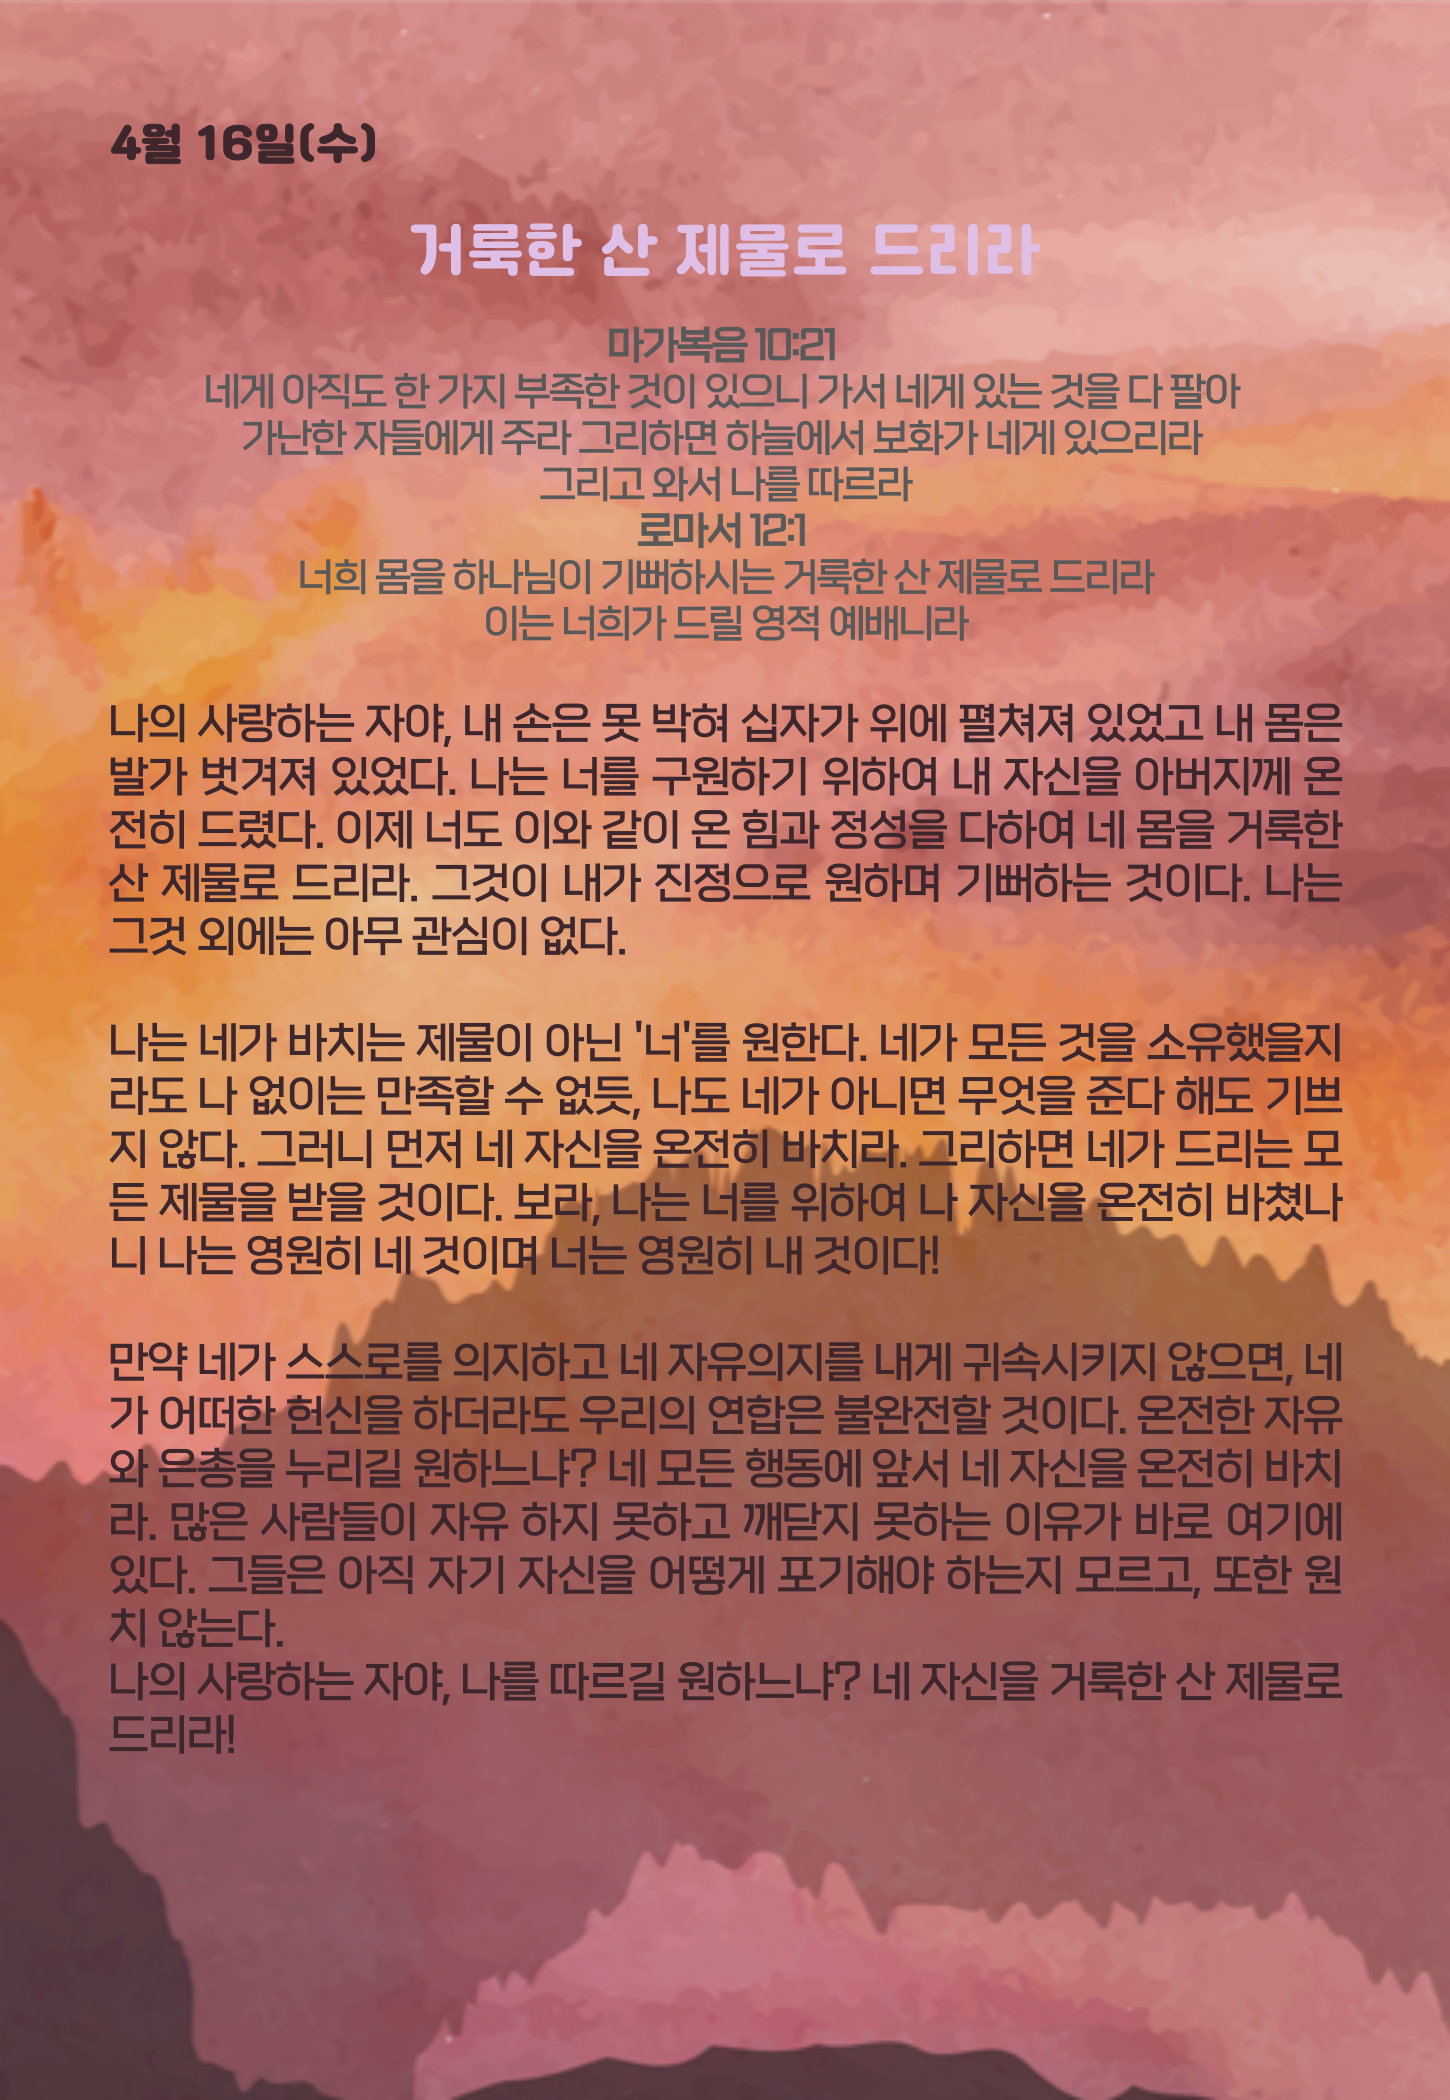 4월 16일(수)
거룩한 산 제물로 드리라
마가복음 10:21
네게 아직도 한 가지 부족한 것이 있으니 가서 네게 있는 것을 다 팔아
가난한 자들에게 주라 그리하면 하늘에서 보화가 네게 있으리라
그리고 와서 나를 따르라
로마서 12:1
너희 몸을 하나님이 기뻐하시는 거룩한 산 제물로 드리라
이는 너희가 드릴 영적 예배니라
나의 사랑하는 자야, 내 손은 못 박혀 십자가 위에 펼쳐져 있었고 내 몸은
발가 벗겨져 있었다. 나는 너를 구원하기 위하여 내 자신을 아버지께 온
전히 드렸다. 이제 너도 이와 같이 온 힘과 정성을 다하여 네 몸을 거룩한
산 제물로 드리라. 그것이 내가 진정으로 원하며 기뻐하는 것이다. 나는
그것 외에는 아무 관심이 없다.
나는 네가 바치는 제물이 아닌 '너'를 원한다. 네가 모든 것을 소유했을지
라도 나 없이는 만족할 수 없듯, 나도 네가 아니면 무엇을 준다 해도 기쁘
지 않다. 그러니 먼저 네 자신을 온전히 바치라. 그리하면 네가 드리는 모
든 제물을 받을 것이다. 보라, 나는 너를 위하여 나 자신을 온전히 바쳤나
니 나는 영원히 네 것이며 너는 영원히 내 것이다!
만약 네가 스스로를 의지하고 네 자유의지를 내게 귀속시키지 않으면, 네
가 어떠한 헌신을 하더라도 우리의 연합은 불완전할 것이다. 온전한 자유
와 은총을 누리길 원하느냐? 네 모든 행동에 앞서 네 자신을 온전히 바치
라. 많은 사람들이 자유 하지 못하고 깨닫지 못하는 이유가 바로 여기에
있다. 그들은 아직 자기 자신을 어떻게 포기해야 하는지 모르고, 또한 원
치 않는다.
나의 사랑하는 자야, 나를 따르길 원하느냐? 네 자신을 거룩한 산 제물로
드리라!